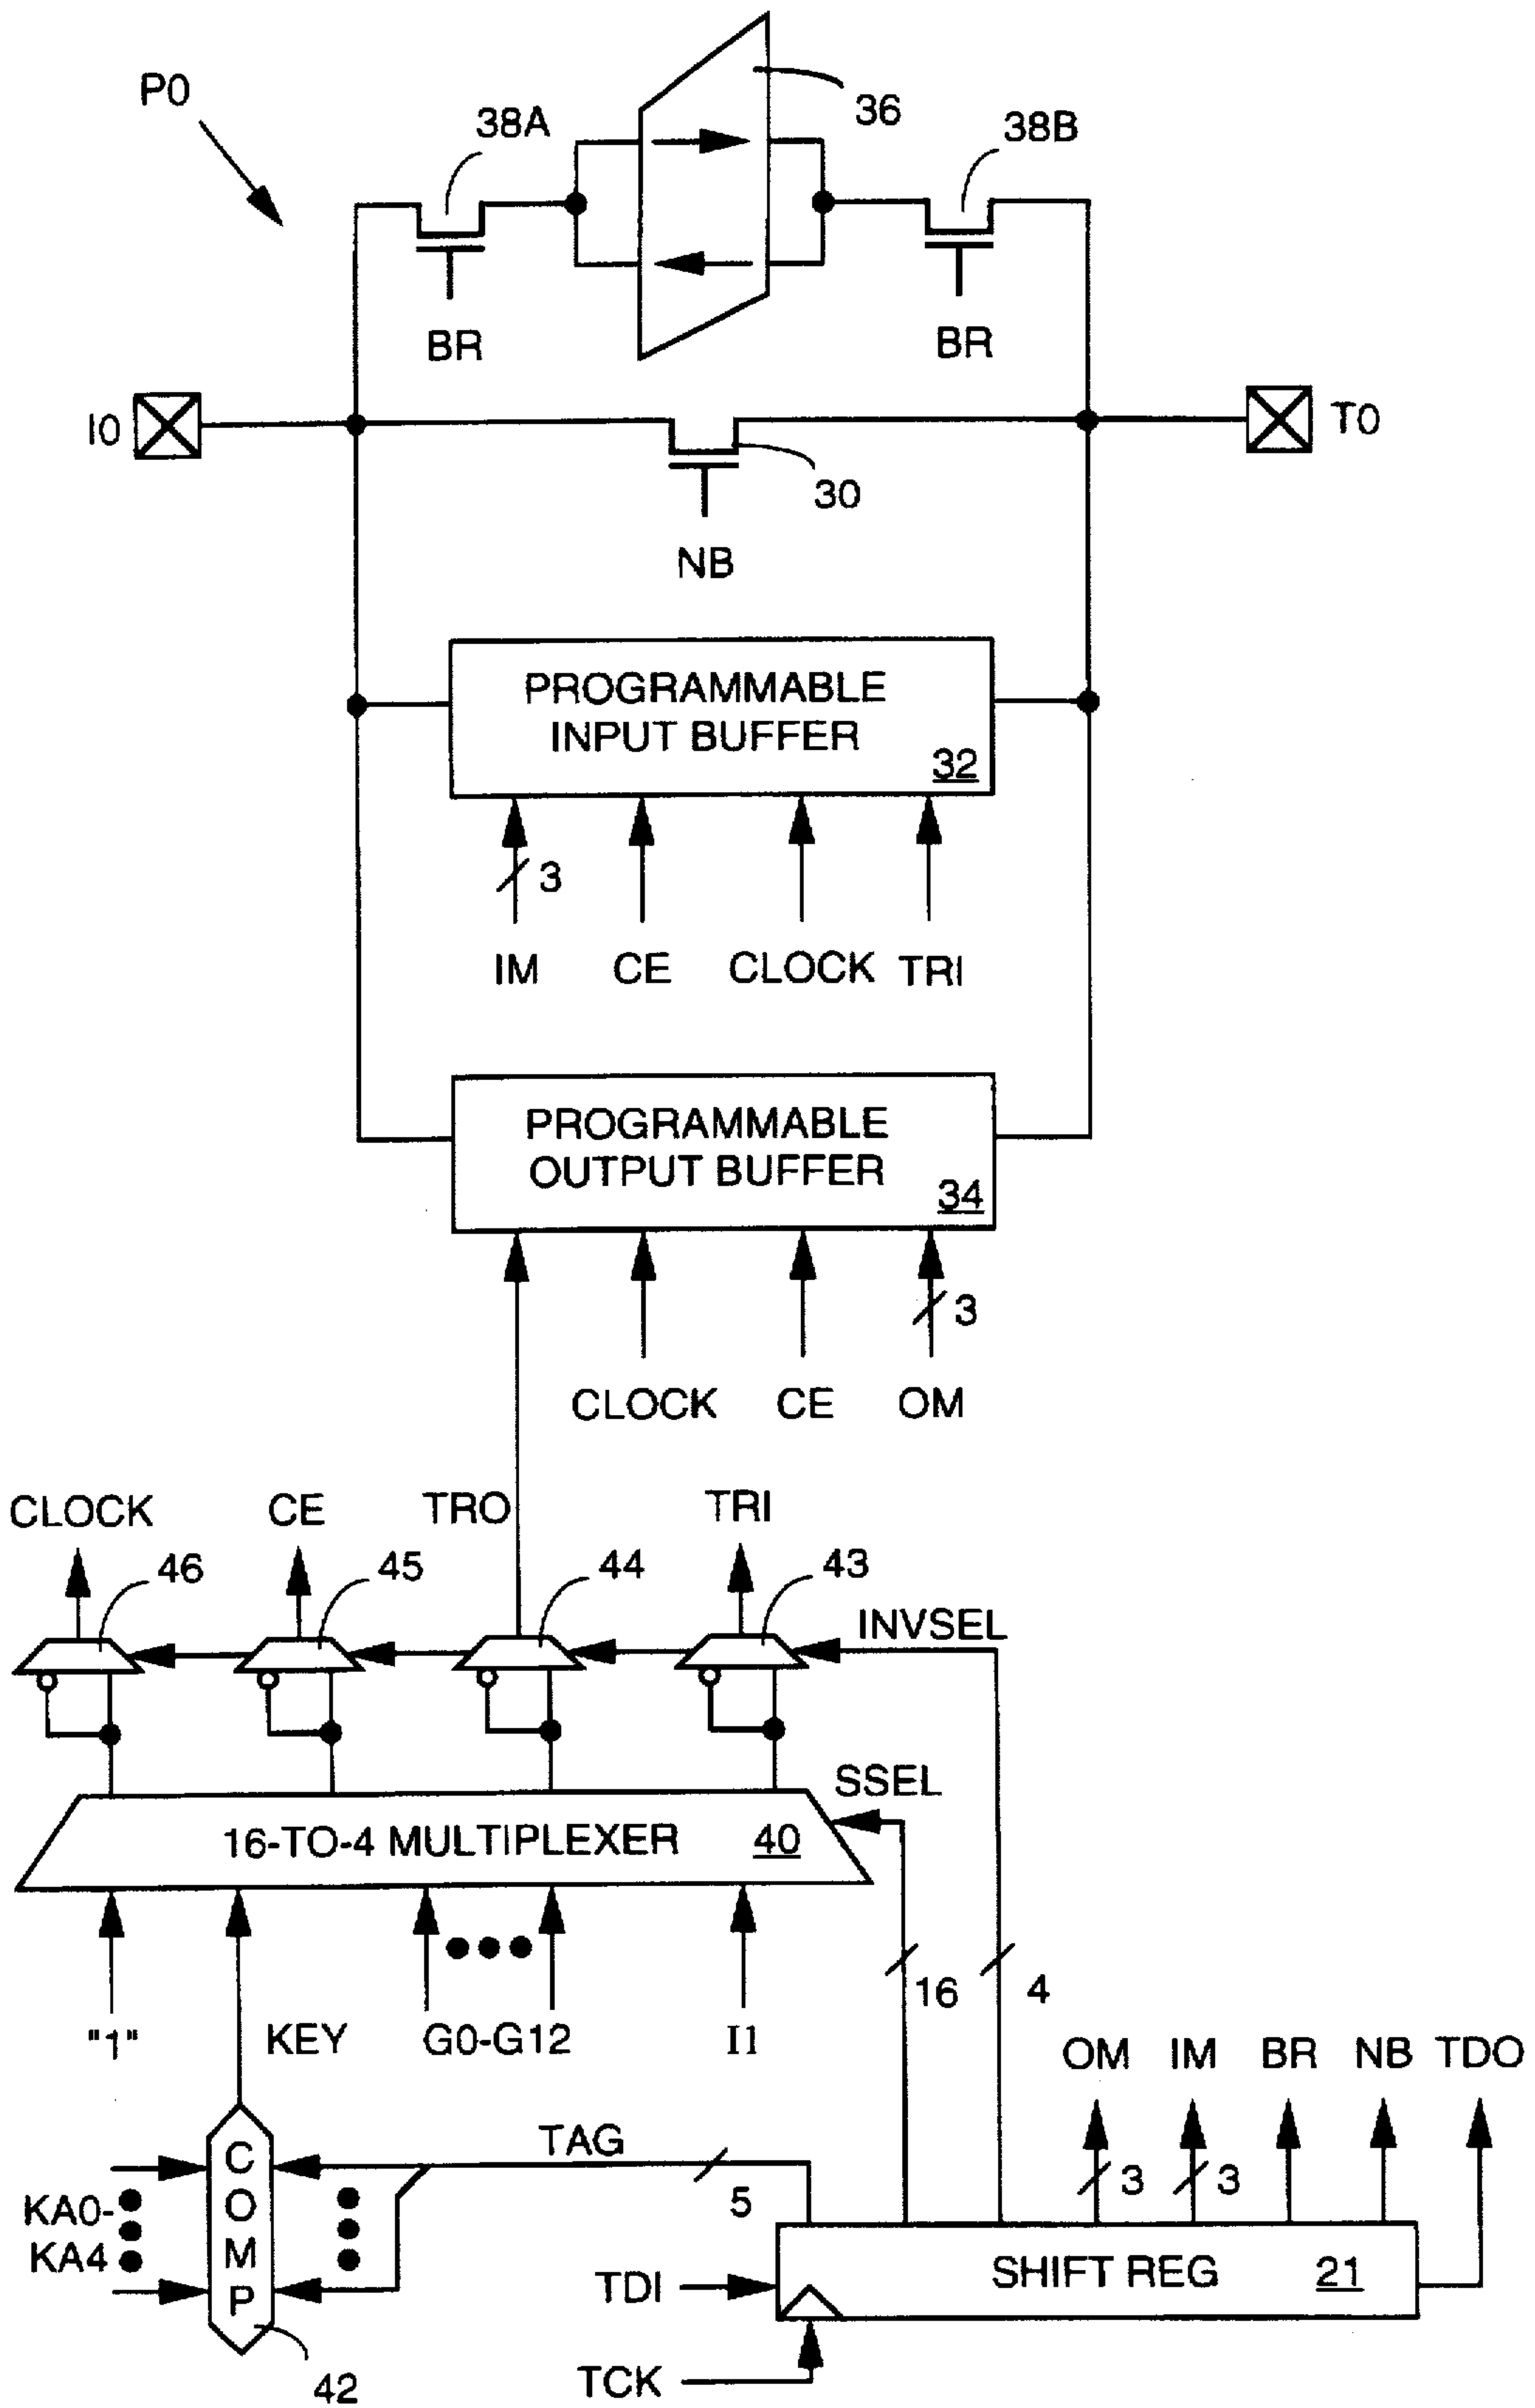 P0
38A
36
38B
BR
BR
I0
T0
30
NB
PROGRAMMABLE
INPUT BUFFER
32
3
IM
CE
CLOCK
TRI
PROGRAMMABLE
OUTPUT BUFFER
34
3
CLOCK
CE
OM
CLOCK
CE
TRO
TRI
46
45
44
43
INVSEL
SSEL
16-TO-4 MULTIPLEXER
40
16
4
"1"
KEY
G0-G12
I1
OM
IM
BR
NB
TDO
TAG
5
3
3
KA0-
KA4
COMP
42
TDI
SHIFT REG
21
TCK